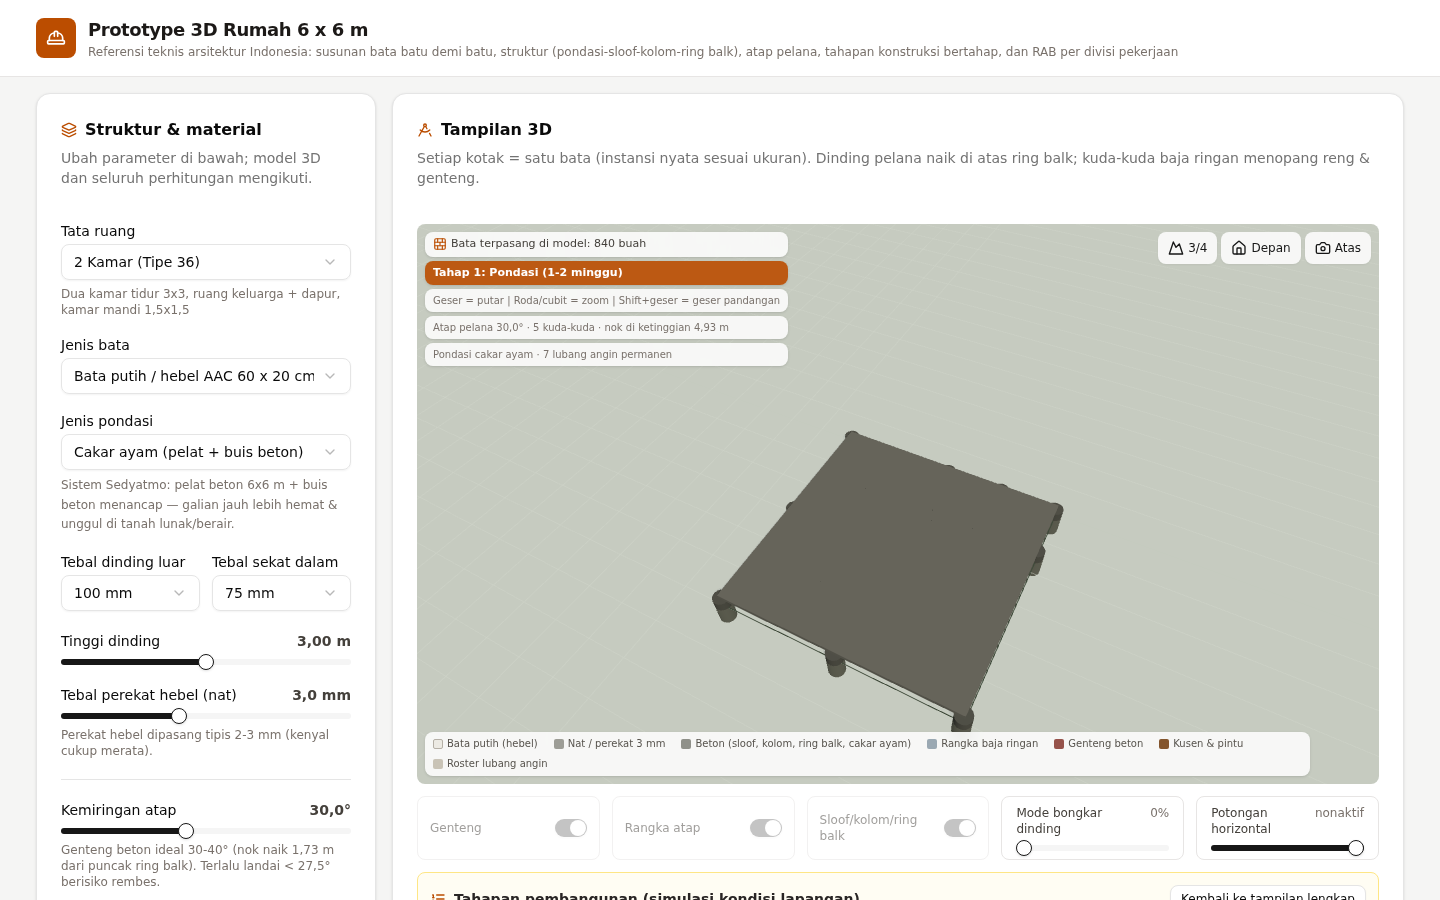 Prototype 3D Rumah 6 x 6 m
Referensi teknis arsitektur Indonesia: susunan bata batu demi batu, struktur (pondasi-sloof-kolom-ring balk), atap pelana, tahapan konstruksi bertahap, dan RAB per divisi pekerjaan
Struktur & material
Ubah parameter di bawah; model 3D
dan seluruh perhitungan mengikuti.
Tata ruang
2 Kamar (Tipe 36)
Dua kamar tidur 3x3, ruang keluarga + dapur,
kamar mandi 1,5x1,5
Jenis bata
Bata putih / hebel AAC 60 x 20 cm
Jenis pondasi
Cakar ayam (pelat + buis beton)
Sistem Sedyatmo: pelat beton 6x6 m + buis
beton menancap — galian jauh lebih hemat &
unggul di tanah lunak/berair.
Tebal dinding luar
Tebal sekat dalam
100 mm
75 mm
Tinggi dinding 3,00 m
Tebal perekat hebel (nat) 3,0 mm
Perekat hebel dipasang tipis 2-3 mm (kenyal
cukup merata).
Kemiringan atap 30,0°
Genteng beton ideal 30-40° (nok naik 1,73 m
dari puncak ring balk). Terlalu landai < 27,5°
berisiko rembes.
Tampilan 3D
Setiap kotak = satu bata (instansi nyata sesuai ukuran). Dinding pelana naik di atas ring balk; kuda-kuda baja ringan menopang reng &
genteng.
Bata terpasang di model: 840 buah
Tahap 1: Pondasi (1-2 minggu)
Geser = putar | Roda/cubit = zoom | Shift+geser = geser pandangan
Atap pelana 30,0° · 5 kuda-kuda · nok di ketinggian 4,93 m
Pondasi cakar ayam · 7 lubang angin permanen
3/4
Depan
Atas
Bata putih (hebel)
Nat / perekat 3 mm
Beton (sloof, kolom, ring balk, cakar ayam)
Rangka baja ringan
Genteng beton
Kusen & pintu
Roster lubang angin
Genteng
Rangka atap
Sloof/kolom/ring
balk
Mode bongkar
dinding
0%
Potongan
horizontal
nonaktif
Tahapan pembangunan (simulasi kondisi lapangan)
Kembali ke tampilan lengkap